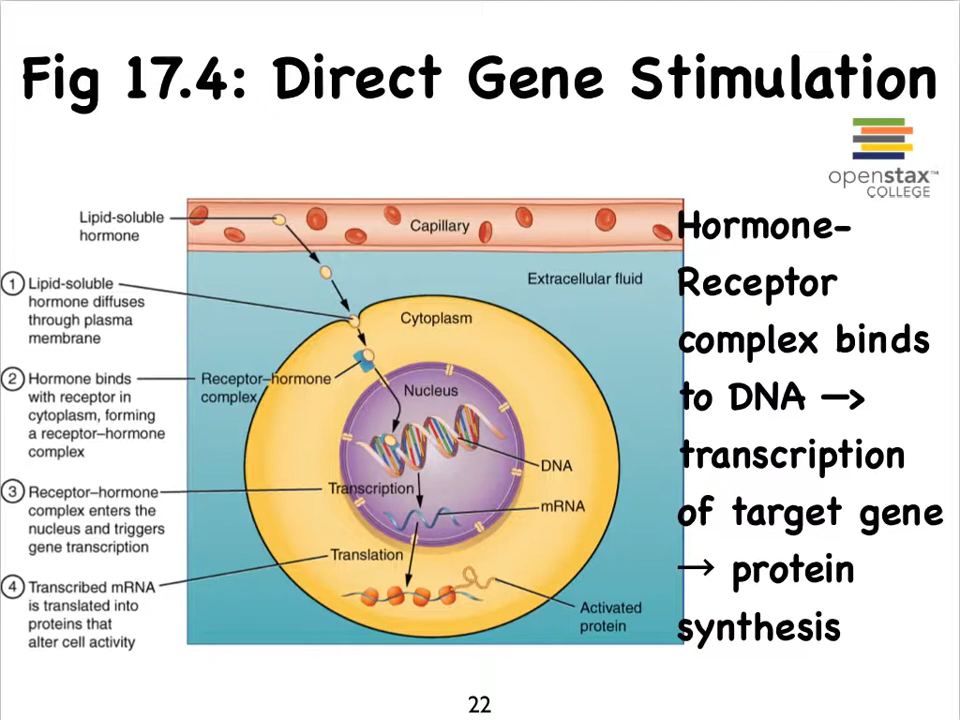 Fig 17.4: Direct Gene Stimulation
openstax™
COLLEGE
Lipid-soluble
hormone
Capillary
1 Lipid-soluble
hormone diffuses
through plasma
membrane
Extracellular fluid
Cytoplasm
2 Hormone binds
with receptor in
cytoplasm, forming
a receptor–hormone
complex
Receptor–hormone
complex
Nucleus
DNA
3 Receptor–hormone
complex enters the
nucleus and triggers
gene transcription
Transcription
mRNA
Translation
4 Transcribed mRNA
is translated into
proteins that
alter cell activity
Activated
protein
Hormone-
Receptor
complex binds
to DNA —>
transcription
of target gene
→ protein
synthesis
22